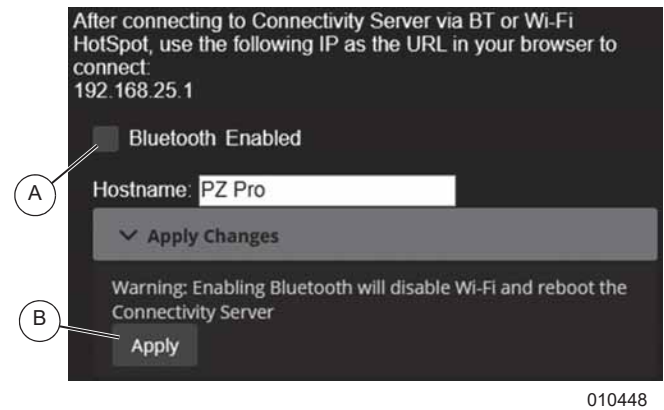 After connecting to Connectivity Server via BT or Wi-Fi
HotSpot, use the following IP as the URL in your browser to
connect:
192.168.25.1
Bluetooth Enabled
A
Hostname: PZ Pro
Apply Changes
Warning: Enabling Bluetooth will disable Wi-Fi and reboot the
Connectivity Server
B
Apply
010448